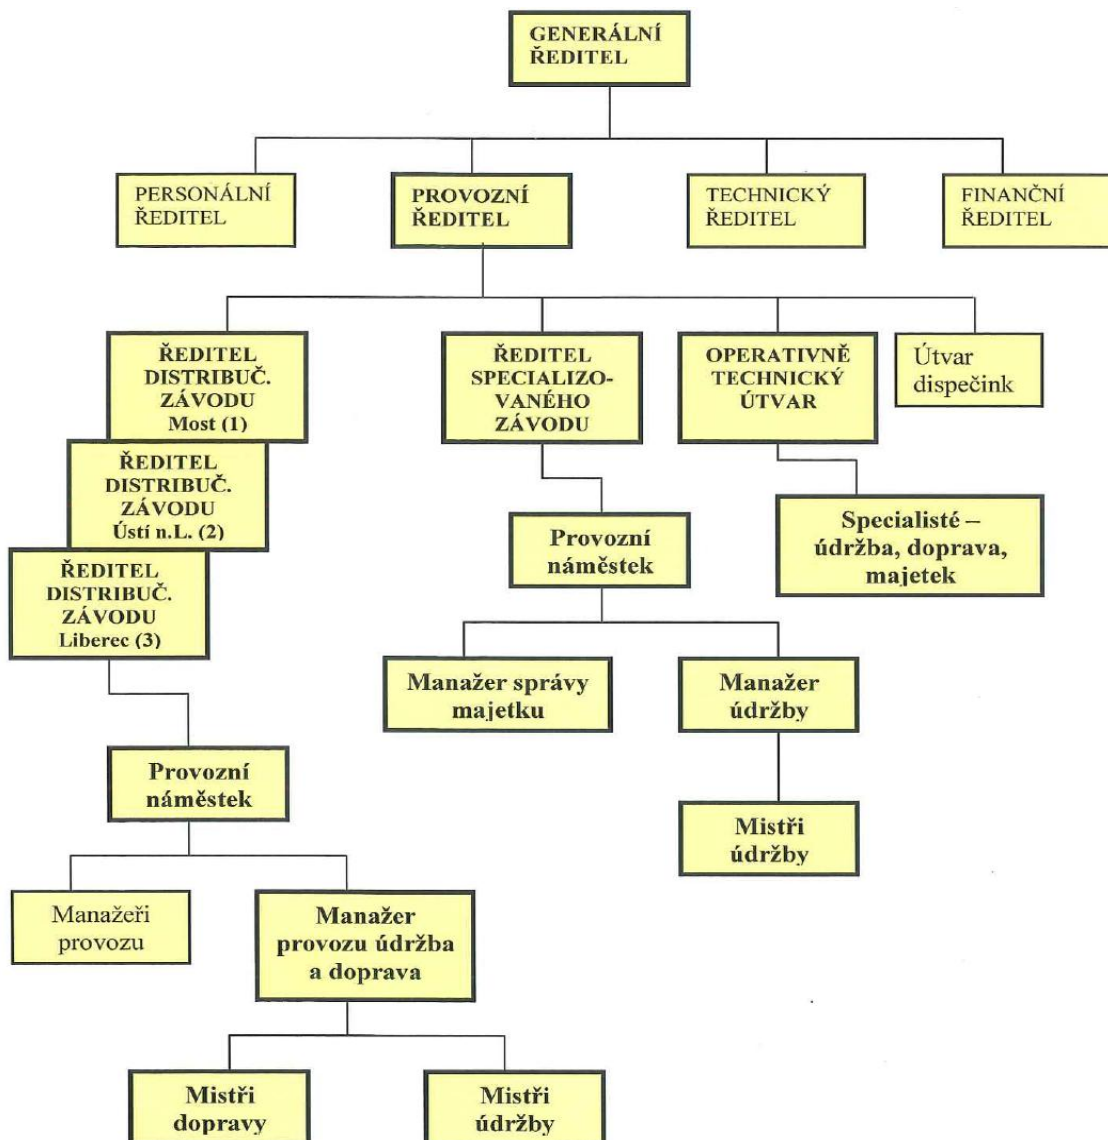 GENERÁLNÍ
ŘEDITEL
PERSONÁLNÍ
ŘEDITEL
PROVOZNÍ
ŘEDITEL
TECHNICKÝ
ŘEDITEL
FINANČNÍ
ŘEDITEL
ŘEDITEL
DISTRIBUČ.
ZÁVODU
Most (1)
ŘEDITEL
DISTRIBUČ.
ZÁVODU
Ústí n.L. (2)
ŘEDITEL
DISTRIBUČ.
ZÁVODU
Liberec (3)
ŘEDITEL
SPECIALIZO-
VANÉHO
ZÁVODU
OPERATIVNĚ
TECHNICKÝ
ÚTVAR
Útvar
dispečink
Provozní
náměstek
Specialisté –
údržba, doprava,
majetek
Manažer správy
majetku
Manažer
údržby
Mistři
údržby
Provozní
náměstek
Manažeři
provozu
Manažer
provozu údržba
a doprava
Mistři
dopravy
Mistři
údržby